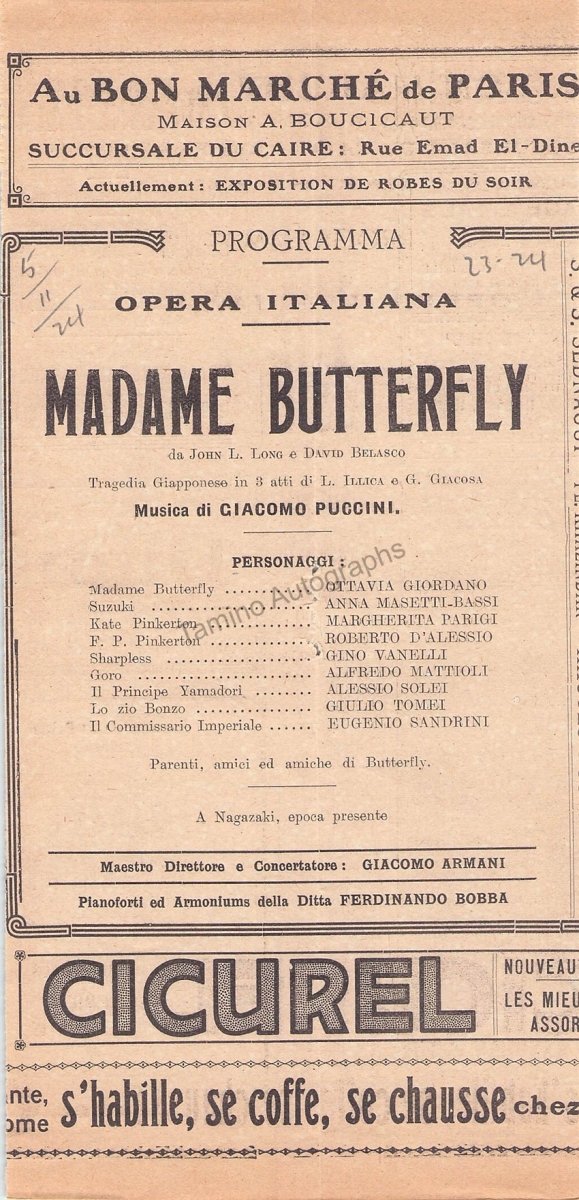 Au BON MARCHÉ de PARIS
MAISON A. BOUCICAUT
SUCCURSALE DU CAIRE: Rue Emad El-Dine
Actuellement: EXPOSITION DE ROBES DU SOIR
PROGRAMMA
5/11/24
23-24
OPERA ITALIANA
MADAME BUTTERFLY
da JOHN L. LONG e DAVID BELASCO
Tragedia Giapponese in 3 atti di L. ILLICA e G. GIACOSA
Musica di GIACOMO PUCCINI.
PERSONAGGI:
Madame Butterfly .......... OTTAVIA GIORDANO
Suzuki .................... ANNA MASETTI-BASSI
Kate Pinkerton ............ MARGHERITA PARIGI
F. P. Pinkerton ........... ROBERTO D'ALESSIO
Sharpless ................. GINO VANELLI
Goro ...................... ALFREDO MATTIOLI
Il Principe Yamadori ........ ALESSIO SOLEI
Lo zio Bonzo .............. GIULIO TOMEI
Il Commissario Imperiale ...... EUGENIO SANDRINI
Tamino Autographs
Parenti, amici ed amiche di Butterfly.
A Nagazaki, epoca presente
Maestro Direttore e Concertatore: GIACOMO ARMANI
Pianoforti ed Armoniums della Ditta FERDINANDO BOBBA
CICUREL
NOUVEAU
LES MIEU
ASSOR
ante,
ome
s'habille, se coffe, se chausse chez